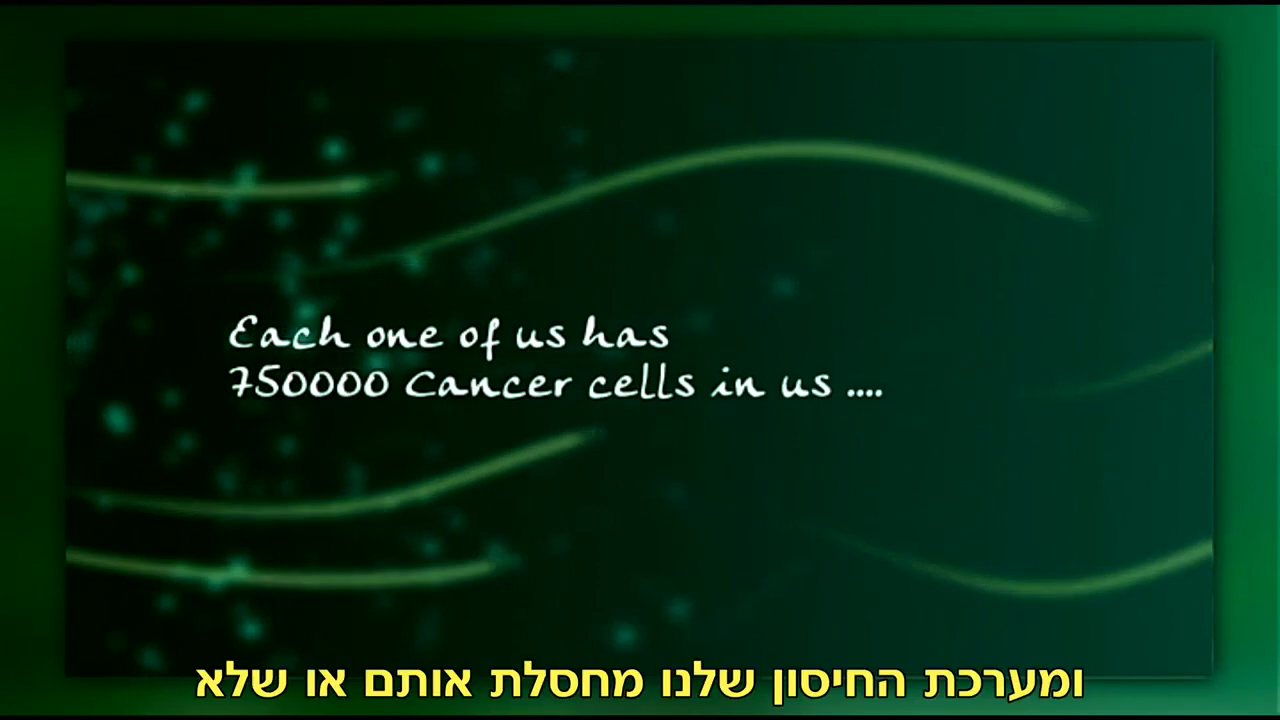 Each one of us has
750000 Cancer cells in us ....
ומערכת החיסון שלנו מחסלת אותם או שלא